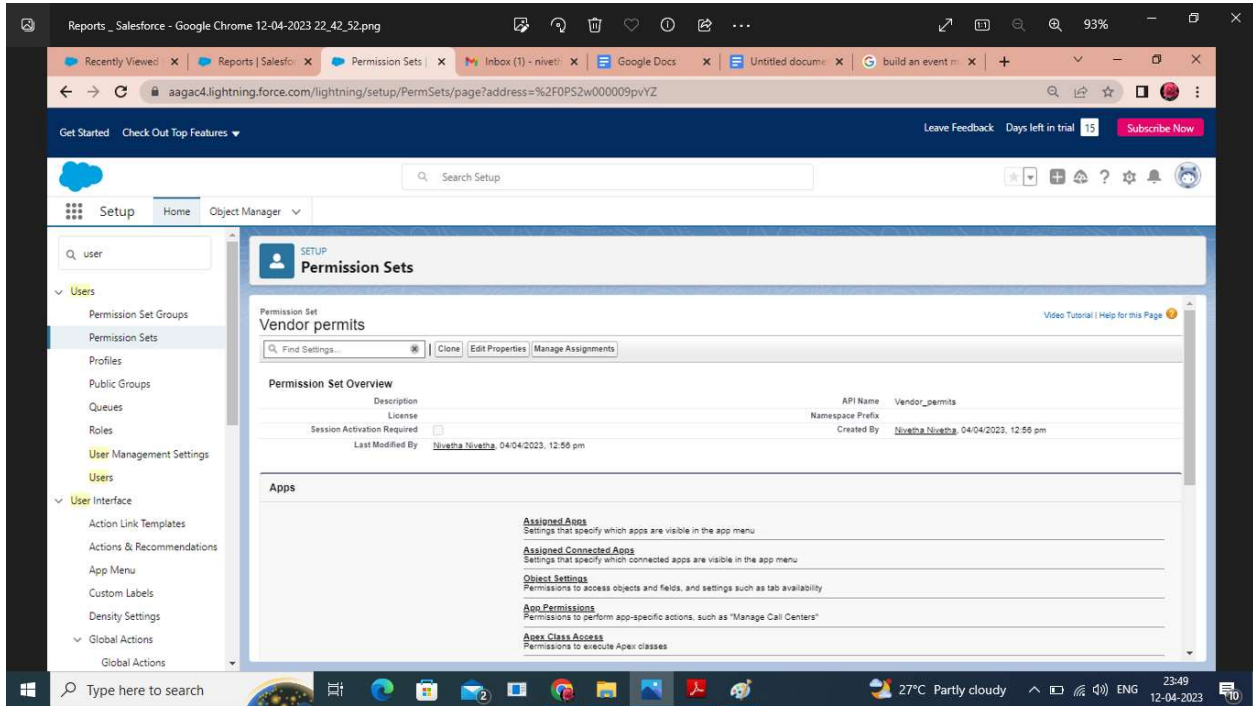 Reports _ Salesforce - Google Chrome 12-04-2023 22_42_52.png
93%
Recently Viewed
Reports | Salesfo
Permission Sets |
Inbox (1) - niveth
Google Docs
Untitled docume
build an event m
aagac4.lightning.force.com/lightning/setup/PermSets/page?address=%2F0PS2w000009pvYZ
Get Started Check Out Top Features
Leave Feedback Days left in trial 15 Subscribe Now
Search Setup
Setup Home Object Manager
user
SETUP
Permission Sets
Users
Permission Set Groups
Permission Sets
Profiles
Public Groups
Queues
Roles
User Management Settings
Users
User Interface
Action Link Templates
Actions & Recommendations
App Menu
Custom Labels
Density Settings
Global Actions
Global Actions
Permission Set
Vendor permits
Video Tutorial | Help for this Page
Find Settings...
Clone Edit Properties Manage Assignments
Permission Set Overview
Description
API Name Vendor_permits
License
Namespace Prefix
Session Activation Required
Created By Nivetha Nivetha, 04/04/2023, 12:56 pm
Last Modified By Nivetha Nivetha, 04/04/2023, 12:56 pm
Apps
Assigned Apps
Settings that specify which apps are visible in the app menu
Assigned Connected Apps
Settings that specify which connected apps are visible in the app menu
Object Settings
Permissions to access objects and fields, and settings such as tab availability
App Permissions
Permissions to perform app-specific actions, such as "Manage Call Centers"
Apex Class Access
Permissions to execute Apex classes
Type here to search
2
27°C Partly cloudy
ENG
23:49
12-04-2023
10